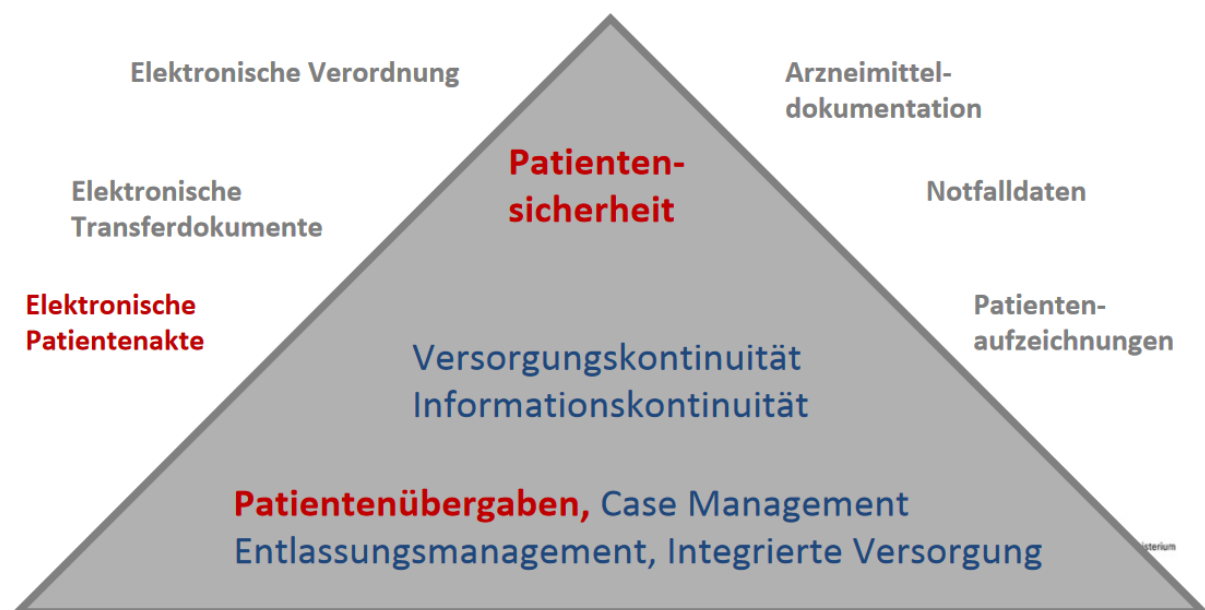 Elektronische Verordnung
Arzneimittel-
dokumentation
Patienten-
sicherheit
Elektronische
Transferdokumente
Notfalldaten
Elektronische
Patientenakte
Patienten-
aufzeichnungen
Versorgungskontinuität
Informationskontinuität
Patientenübergaben, Case Management
Entlassungsmanagement, Integrierte Versorgung
isterium